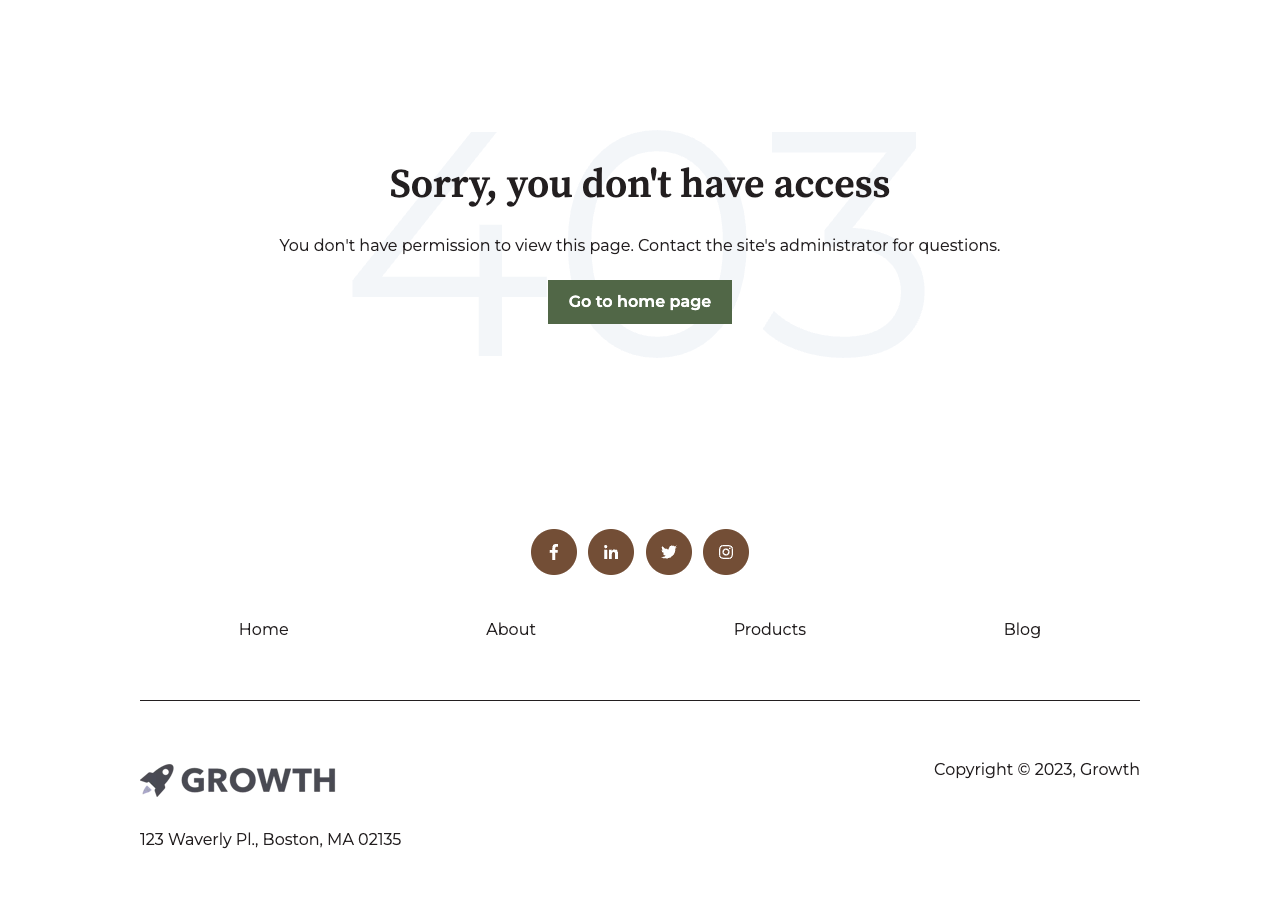 403
Sorry, you don't have access
You don't have permission to view this page. Contact the site's administrator for questions.
Go to home page
Home
About
Products
Blog
GROWTH
Copyright © 2023, Growth
123 Waverly Pl., Boston, MA 02135